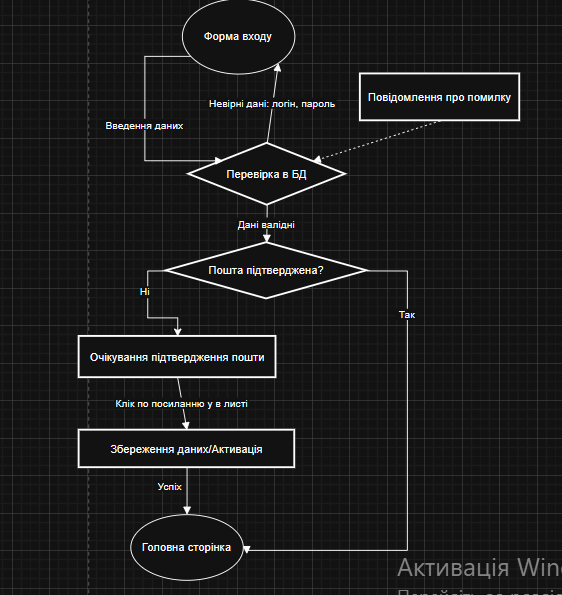 Форма входу
Невірні дані: логін, пароль
Повідомлення про помилку
Введення даних
Перевірка в БД
Дані валідні
Пошта підтверджена?
Ні
Так
Очікування підтвердження пошти
Клік по посиланню у в листі
Збереження даних/Активація
Успіх
Головна сторінка
Активація Win